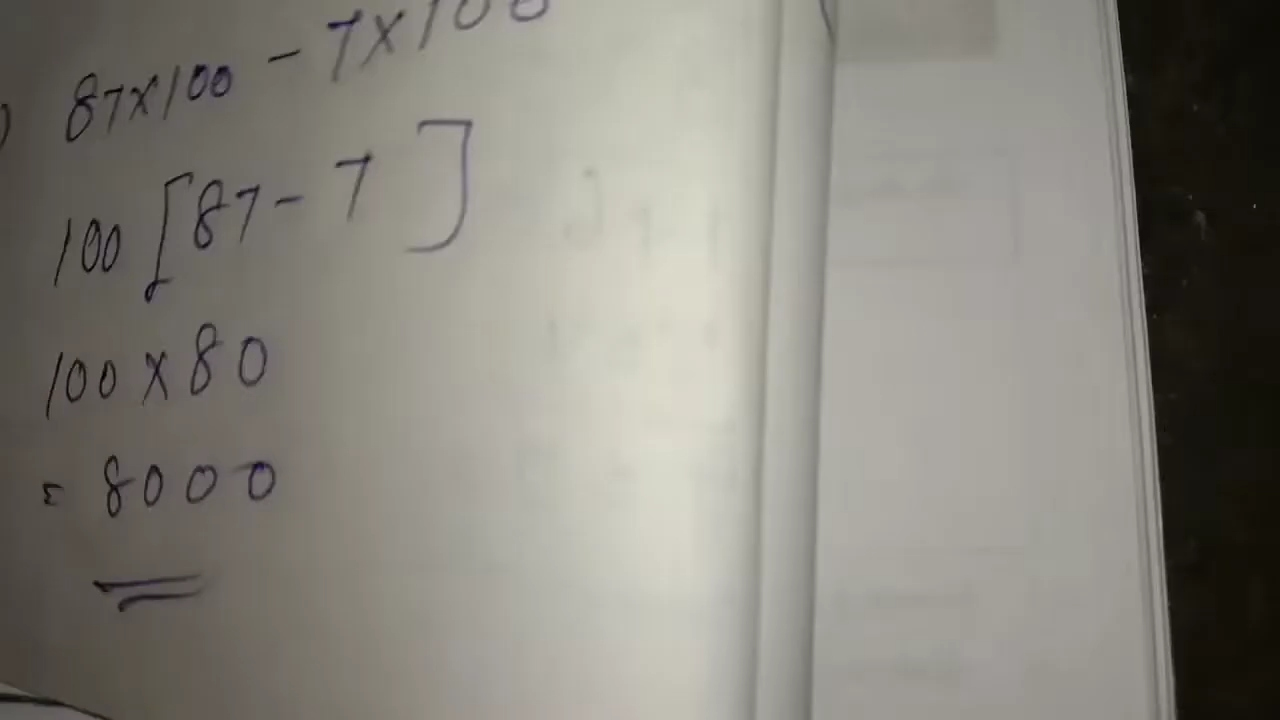 ) 87×100 - 7×100
100 [87 - 7 ]
100 × 80
= 8000